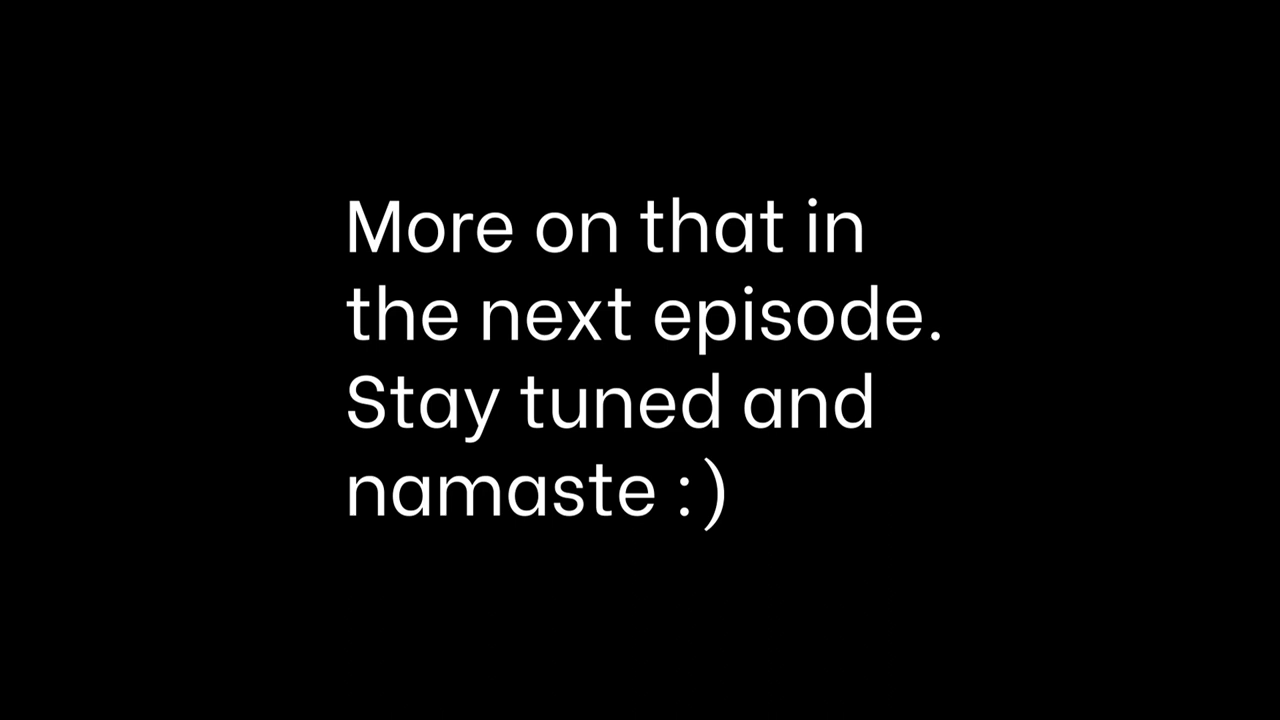 More on that in
the next episode.
Stay tuned and
namaste :)